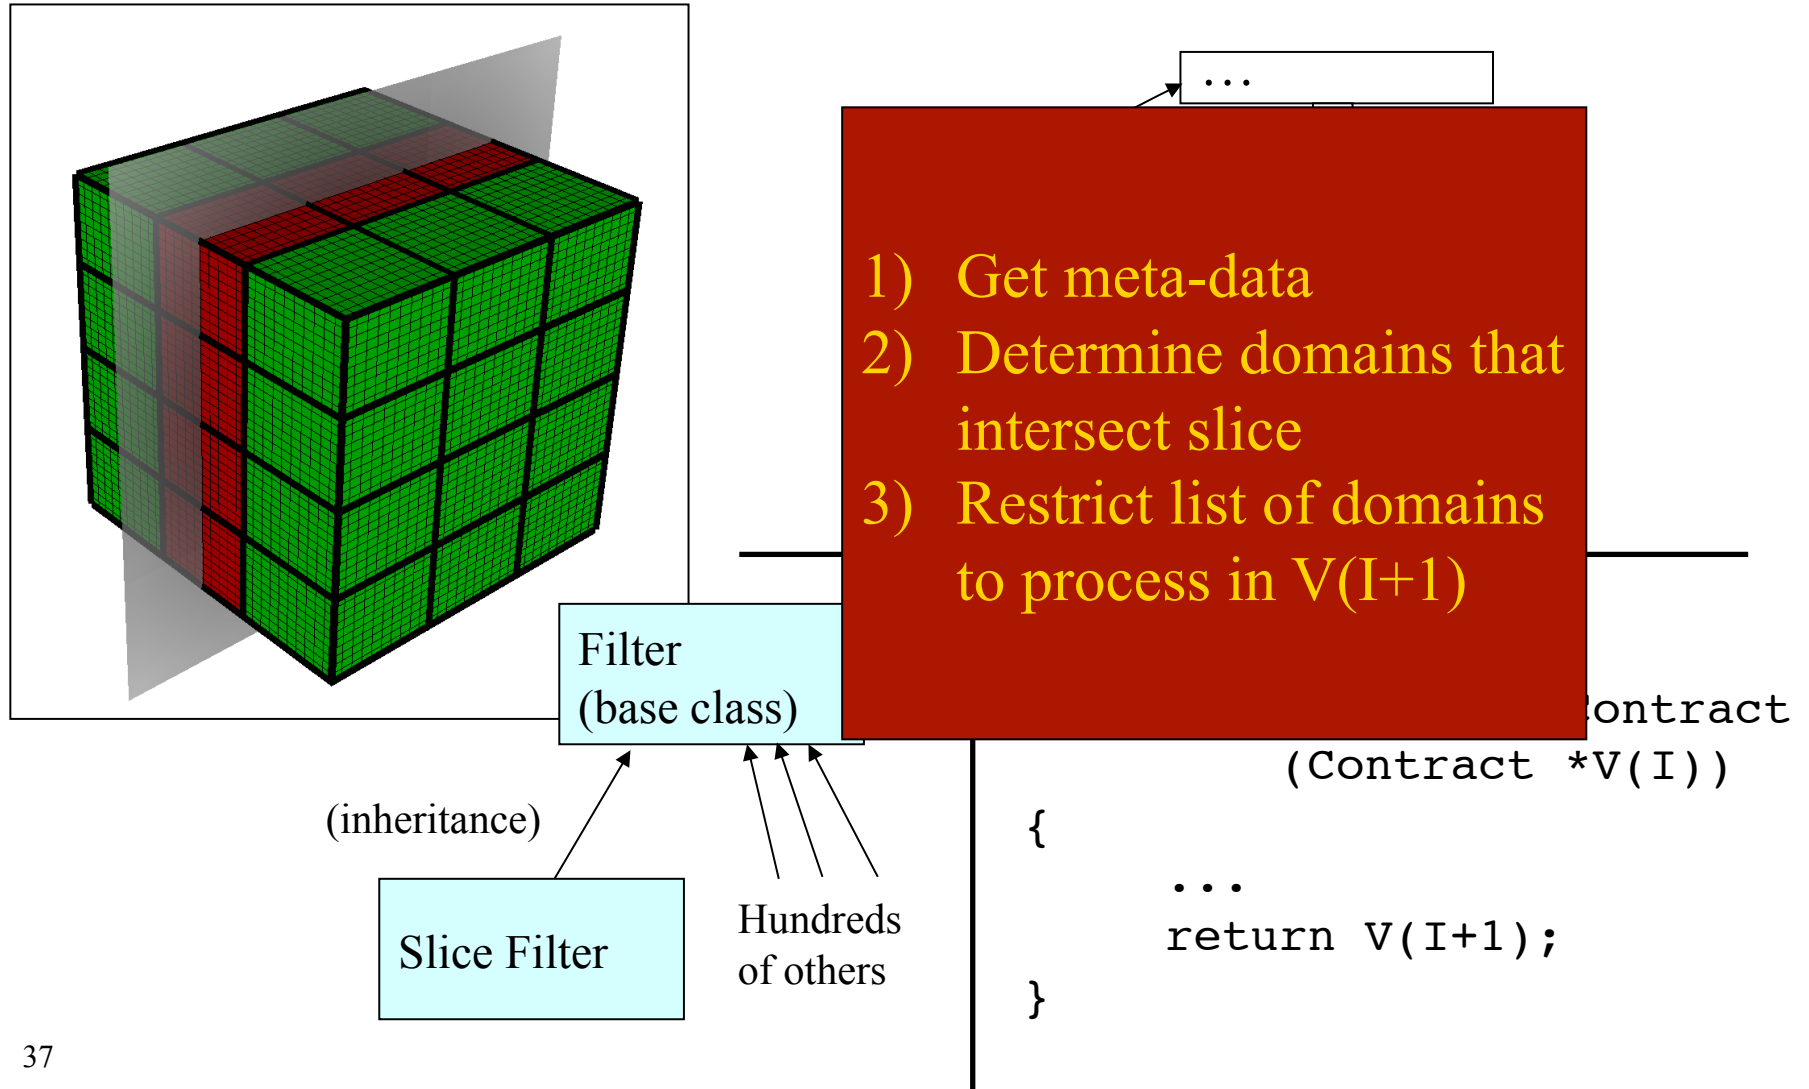 ...
1) Get meta-data
2) Determine domains that
intersect slice
3) Restrict list of domains
to process in V(I+1)
Filter
(base class)
(inheritance)
Slice Filter
Hundreds
of others
ontract
(Contract *V(I))
{
...
return V(I+1);
}
37